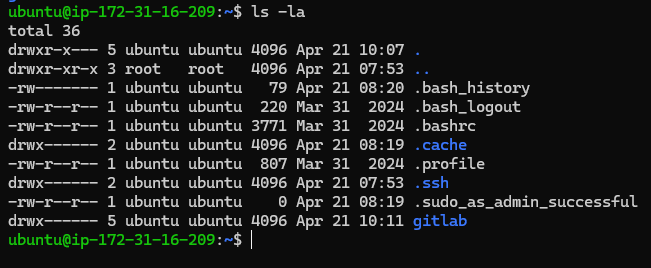 ubuntu@ip-172-31-16-209:~$ ls -la
total 36
drwxr-x--- 5 ubuntu ubuntu 4096 Apr 21 10:07 .
drwxr-xr-x 3 root   root   4096 Apr 21 07:53 ..
-rw------- 1 ubuntu ubuntu   79 Apr 21 08:20 .bash_history
-rw-r--r-- 1 ubuntu ubuntu  220 Mar 31  2024 .bash_logout
-rw-r--r-- 1 ubuntu ubuntu 3771 Mar 31  2024 .bashrc
drwx------ 2 ubuntu ubuntu 4096 Apr 21 08:19 .cache
-rw-r--r-- 1 ubuntu ubuntu  807 Mar 31  2024 .profile
drwx------ 2 ubuntu ubuntu 4096 Apr 21 07:53 .ssh
-rw-r--r-- 1 ubuntu ubuntu    0 Apr 21 08:19 .sudo_as_admin_successful
drwx------ 5 ubuntu ubuntu 4096 Apr 21 10:11 gitlab
ubuntu@ip-172-31-16-209:~$